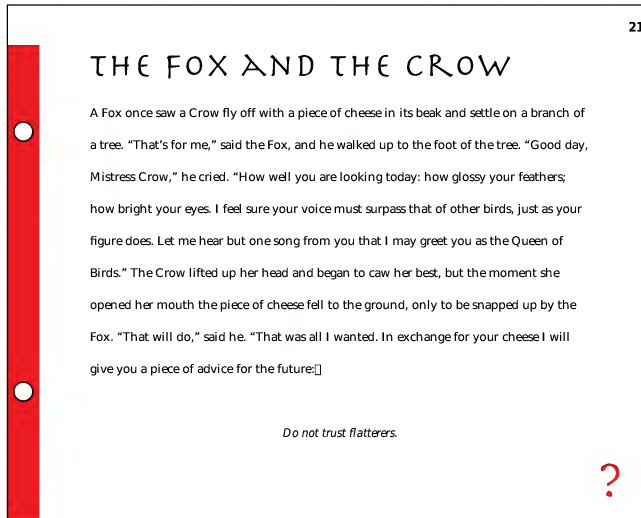 21
THE FOX AND THE CROW
A Fox once saw a Crow fly off with a piece of cheese in its beak and settle on a branch of
a tree. “That’s for me,” said the Fox, and he walked up to the foot of the tree. “Good day,
Mistress Crow,” he cried. “How well you are looking today: how glossy your feathers;
how bright your eyes. I feel sure your voice must surpass that of other birds, just as your
figure does. Let me hear but one song from you that I may greet you as the Queen of
Birds.” The Crow lifted up her head and began to caw her best, but the moment she
opened her mouth the piece of cheese fell to the ground, only to be snapped up by the
Fox. “That will do,” said he. “That was all I wanted. In exchange for your cheese I will
give you a piece of advice for the future:
Do not trust flatterers.
?